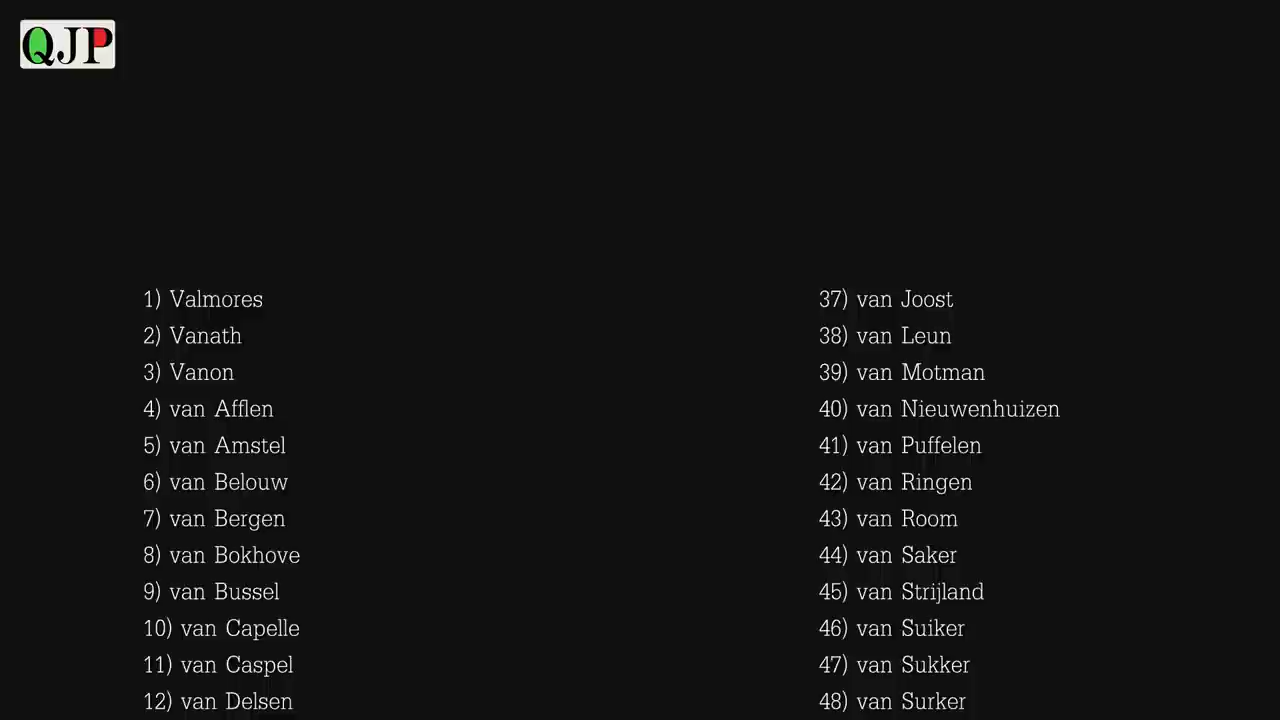 QJP
1) Valmores
2) Vanath
3) Vanon
4) van Afflen
5) van Amstel
6) van Belouw
7) van Bergen
8) van Bokhove
9) van Bussel
10) van Capelle
11) van Caspel
12) van Delsen
37) van Joost
38) van Leun
39) van Motman
40) van Nieuwenhuizen
41) van Puffelen
42) van Ringen
43) van Room
44) van Saker
45) van Strijland
46) van Suiker
47) van Sukker
48) van Surker